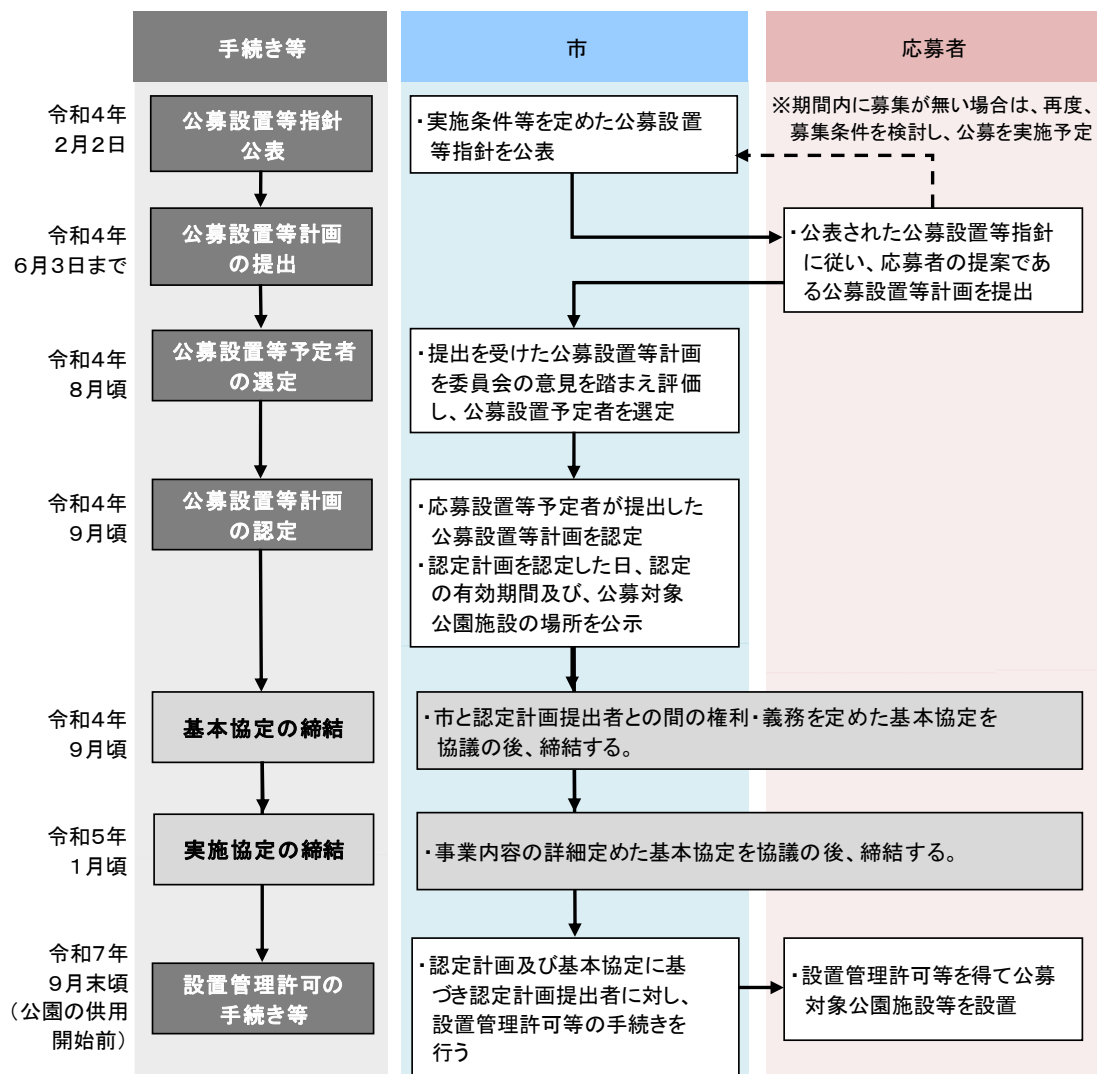 手続き等
市
応募者
令和4年
2月2日
公募設置等指針
公表
・実施条件等を定めた公募設置
等指針を公表
※期間内に募集が無い場合は、再度、
募集条件を検討し、公募を実施予定
令和4年
6月3日まで
公募設置等計画
の提出
・公表された公募設置等指針
に従い、応募者の提案であ
る公募設置等計画を提出
令和4年
8月頃
公募設置等予定者
の選定
・提出を受けた公募設置等計画
を委員会の意見を踏まえ評価
し、公募設置予定者を選定
令和4年
9月頃
公募設置等計画
の認定
・応募設置等予定者が提出した
公募設置等計画を認定
・認定計画を認定した日、認定
の有効期間及び、公募対象
公園施設の場所を公示
令和4年
9月頃
基本協定の締結
・市と認定計画提出者との間の権利・義務を定めた基本協定を
協議の後、締結する。
令和5年
1月頃
実施協定の締結
・事業内容の詳細定めた基本協定を協議の後、締結する。
令和7年
9月末頃
(公園の供用
開始前)
設置管理許可の
手続き等
・認定計画及び基本協定に基
づき認定計画提出者に対し、
設置管理許可等の手続きを
行う
・設置管理許可等を得て公募
対象公園施設等を設置